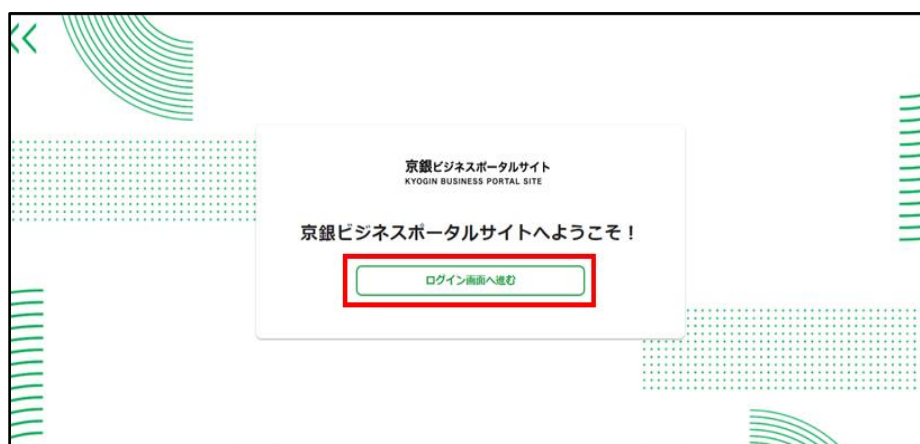 京銀ビジネスポータルサイト
KYOGIN BUSINESS PORTAL SITE
京銀ビジネスポータルサイトへようこそ！
ログイン画面へ進む